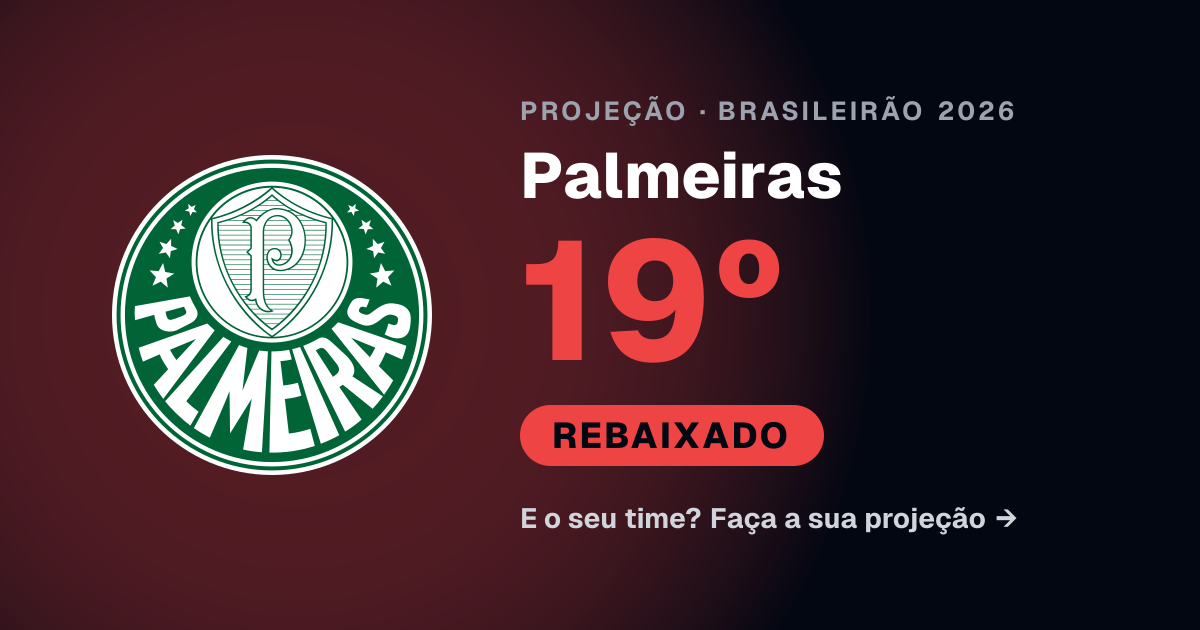 PROJEÇÃO · BRASILEIRÃO 2026
Palmeiras
19º
REBAIXADO
E o seu time? Faça a sua projeção →
P
PALMEIRAS